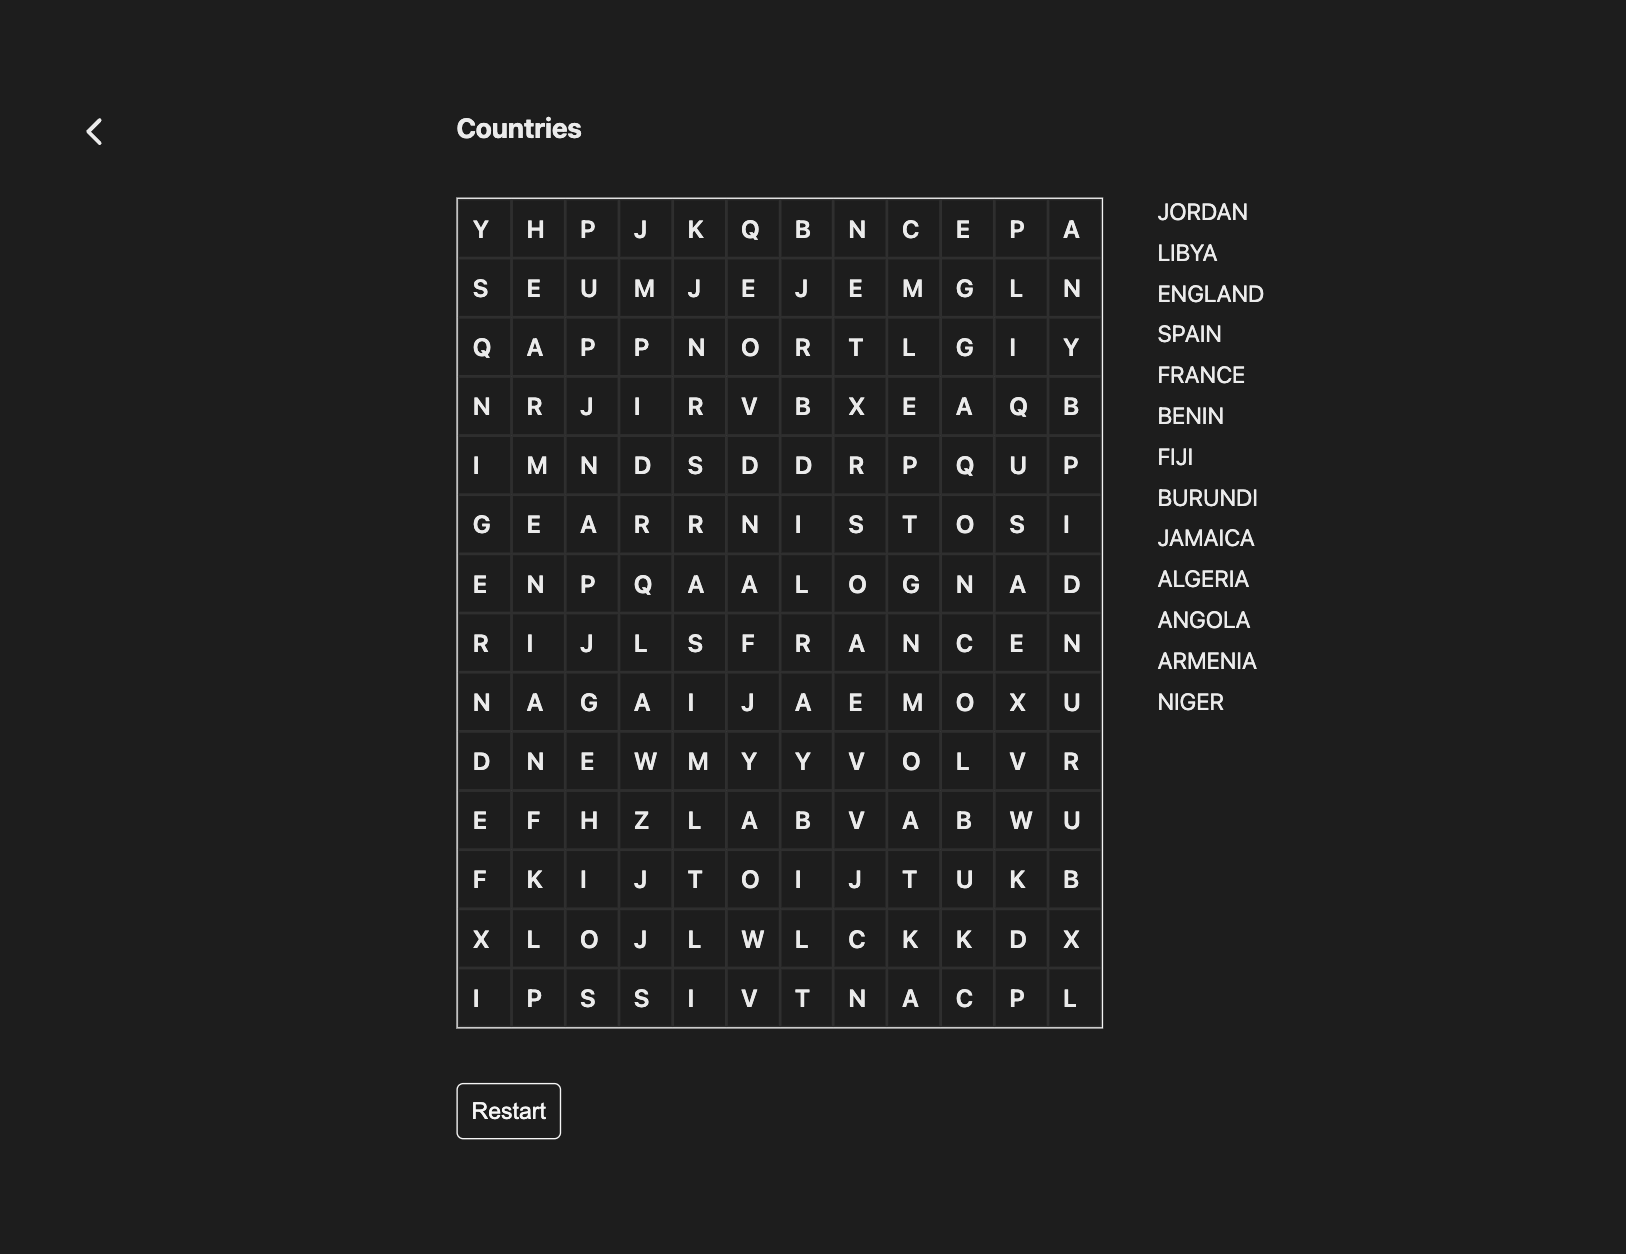 Countries
Y H P J K Q B N C E P A
S E U M J E J E M G L N
Q A P P N O R T L G I Y
N R J I R V B X E A Q B
I M N D S D D R P Q U P
G E A R R N I S T O S I
E N P Q A A L O G N A D
R I J L S F R A N C E N
N A G A I J A E M O X U
D N E W M Y Y V O L V R
E F H Z L A B V A B W U
F K I J T O I J T U K B
X L O J L W L C K K D X
I P S S I V T N A C P L
JORDAN
LIBYA
ENGLAND
SPAIN
FRANCE
BENIN
FIJI
BURUNDI
JAMAICA
ALGERIA
ANGOLA
ARMENIA
NIGER
Restart